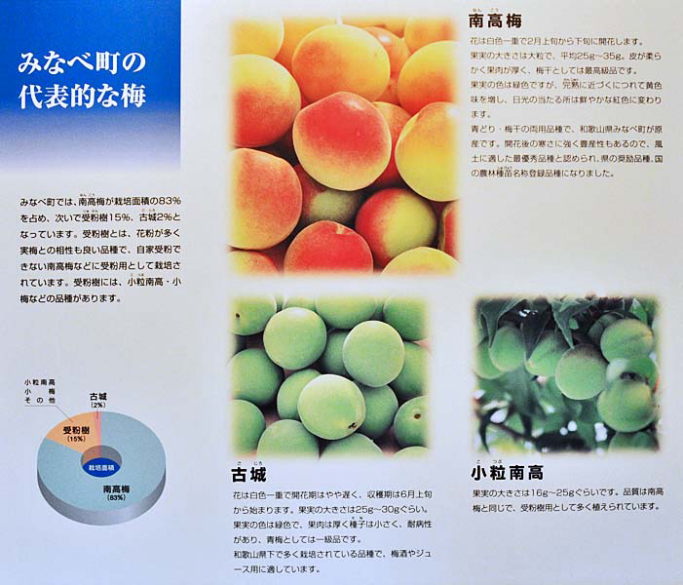 みなべ町の
代表的な梅
みなべ町では、南高梅が栽培面積の83%
を占め、次いで受粉樹15%、古城2%と
なっています。受粉樹とは、花粉が多く
実梅との相性も良い品種で、自家受粉で
きない南高梅などに受粉用として栽培さ
れています。受粉樹には、小粒南高・小
梅などの品種があります。
小粒南高
小梅
その他
古城
(2%)
受粉樹
(15%)
栽培面積
南高梅
(83%)
南高梅
花は白色一重で2月上旬から下旬に開花します。
果実の大きさは大粒で、平均25g～35g。皮が柔ら
かく果肉が厚く、梅干としては最高級品です。
果実の色は緑色ですが、完熟に近づくにつれて黄色
味を増し、日光の当たる所は鮮やかな紅色に変わり
ます。
青どり・梅干の両用品種で、和歌山県みなべ町が原
産です。開花後の寒さに強く豊産性もあるので、風
土に適した最優秀品種と認められ、県の奨励品種、国
の農林種苗名称登録品種になりました。
古城
花は白色一重で開花期はやや遅く、収穫期は6月上旬
から始まります。果実の大きさは25g～30gぐらい。
果実の色は緑色で、果肉は厚く種子は小さく、耐病性
があり、青梅としては一級品です。
和歌山県下で多く栽培されている品種で、梅酒やジュ
ース用に適しています。
小粒南高
果実の大きさは16g～25gぐらいです。品質は南高
梅と同じで、受粉樹用として多く植えられています。